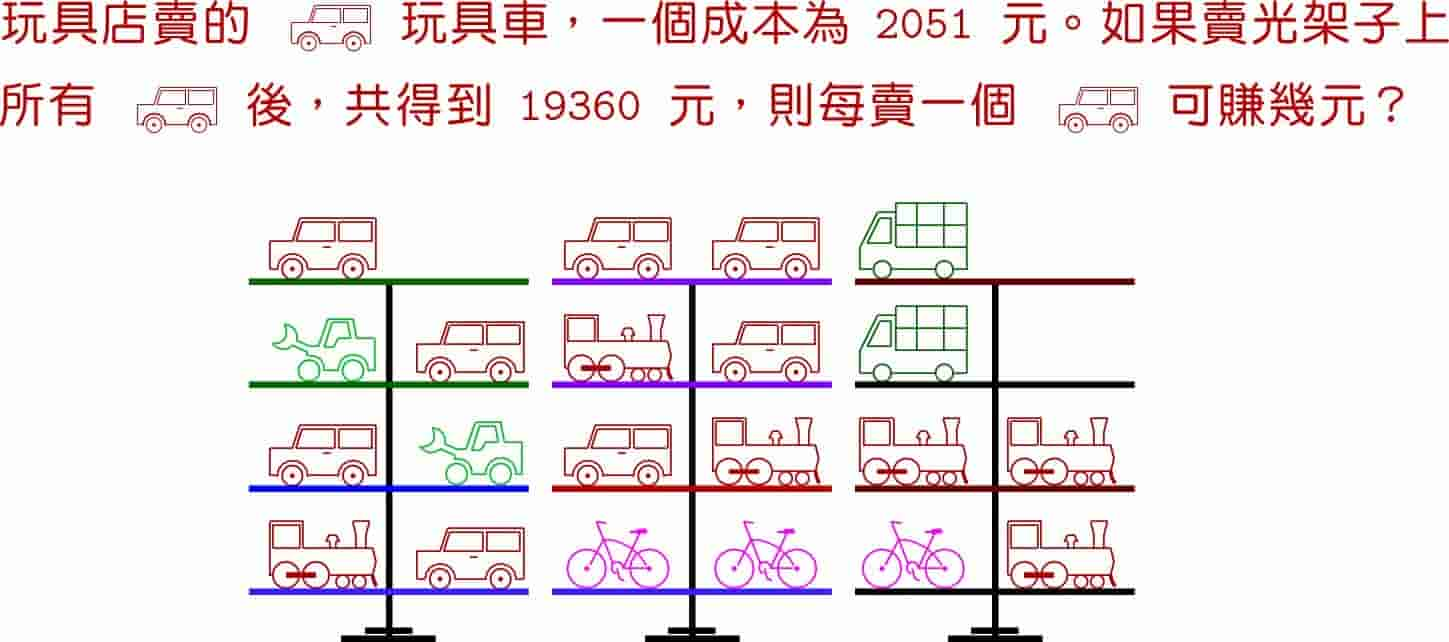 玩具店賣的 玩具車，一個成本為 2051 元。如果賣光架子上
所有 後，共得到 19360 元，則每賣一個 可賺幾元？